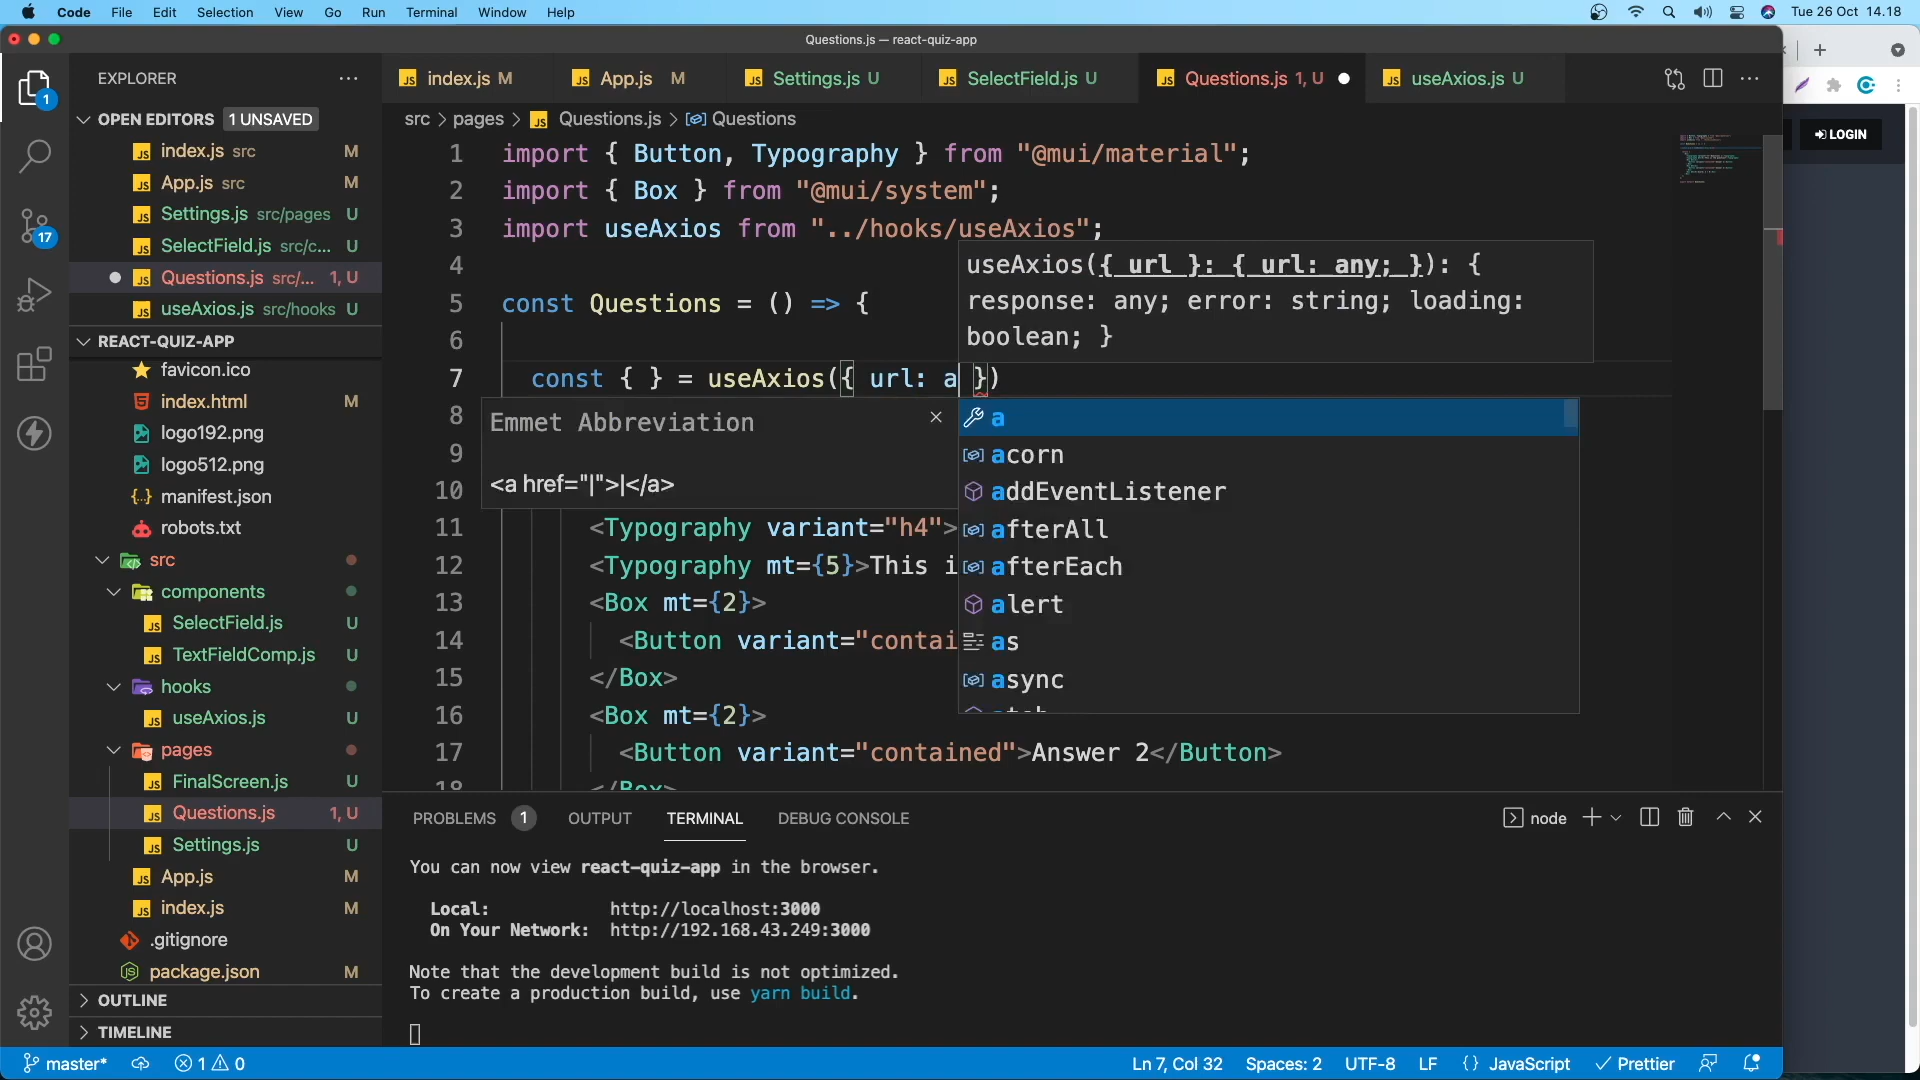 Code File Edit Selection View Go Run Terminal Window Help
Tue 26 Oct 14.18
Questions.js — react-quiz-app
EXPLORER
OPEN EDITORS 1 UNSAVED
index.js src M
App.js src M
Settings.js src/pages U
SelectField.js src/c... U
Questions.js src/... 1, U
useAxios.js src/hooks U
REACT-QUIZ-APP
favicon.ico
index.html M
logo192.png
logo512.png
manifest.json
robots.txt
src
components
SelectField.js U
TextFieldComp.js U
hooks
useAxios.js U
pages
FinalScreen.js U
Questions.js 1, U
Settings.js U
App.js M
index.js M
.gitignore
package.json M
OUTLINE
TIMELINE
1
17
index.js M
App.js M
Settings.js U
SelectField.js U
Questions.js 1, U
useAxios.js U
src > pages > Questions.js > Questions
1 import { Button, Typography } from "@mui/material";
2 import { Box } from "@mui/system";
3 import useAxios from "../hooks/useAxios";
4
5 const Questions = () => {
6
7 const { } = useAxios({ url: a })
8
9
10
11 <Typography variant="h4">
12 <Typography mt={5}>This i
13 <Box mt={2}>
14 <Button variant="contai
15 </Box>
16 <Box mt={2}>
17 <Button variant="contained">Answer 2</Button>
18 </Box>
useAxios({ url }: { url: any; }): {
response: any; error: string; loading:
boolean; }
Emmet Abbreviation
<a href="|">|</a>
a
acorn
addEventListener
afterAll
afterEach
alert
as
async
LOGIN
PROBLEMS 1 OUTPUT TERMINAL DEBUG CONSOLE
node
You can now view react-quiz-app in the browser.
Local: http://localhost:3000
On Your Network: http://192.168.43.249:3000
Note that the development build is not optimized.
To create a production build, use yarn build.
master* 1 0
Ln 7, Col 32 Spaces: 2 UTF-8 LF {} JavaScript Prettier